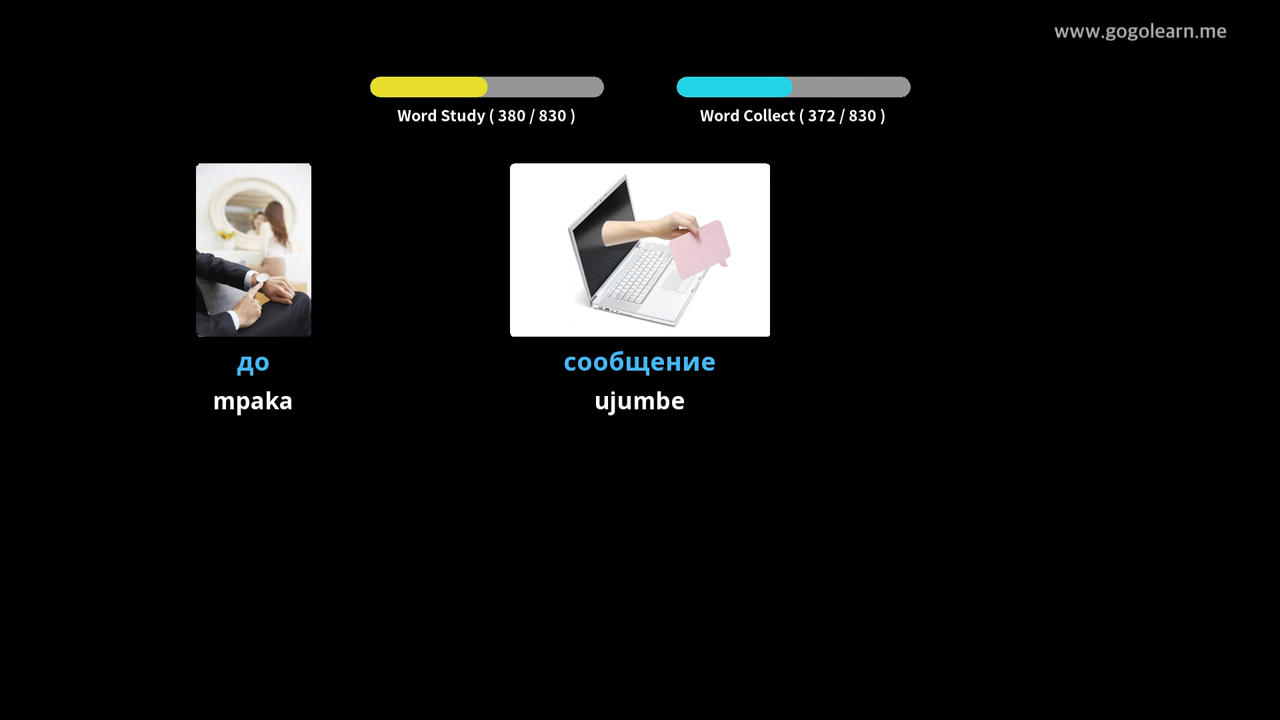 www.gogolearn.me
Word Study ( 380 / 830 )
Word Collect ( 372 / 830 )
до
mpaka
сообщение
ujumbe